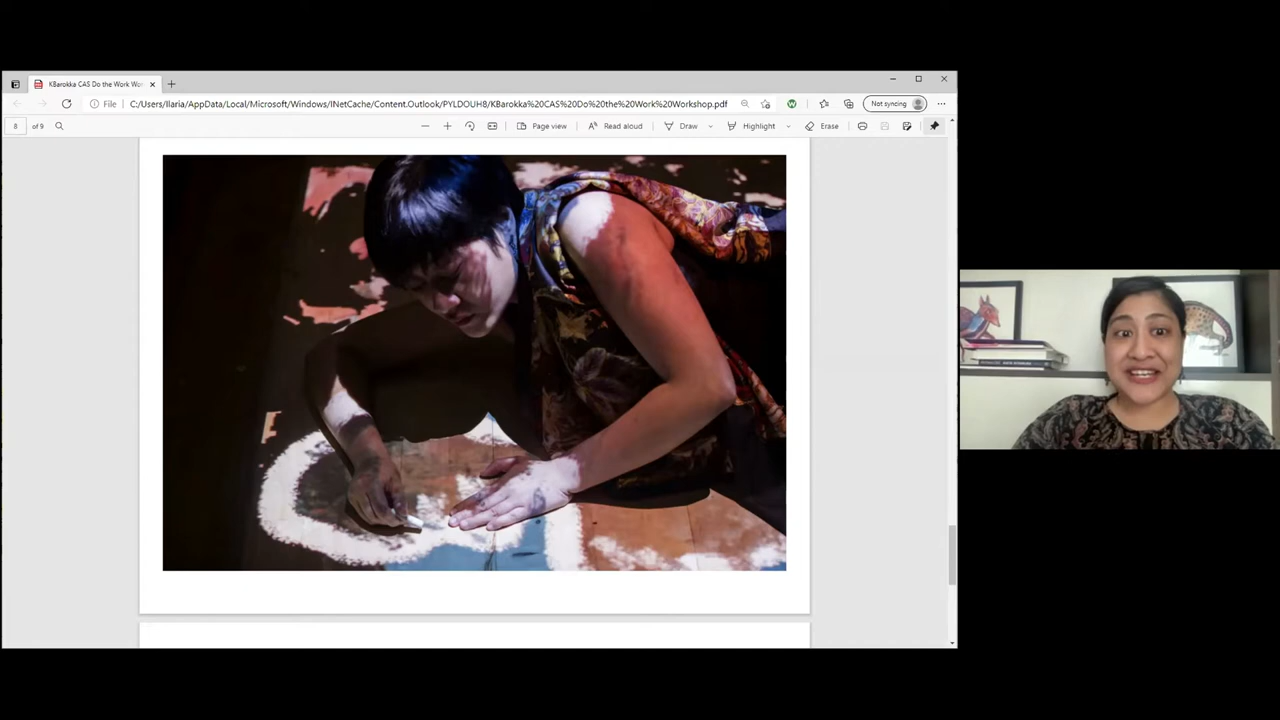 KBarokka CAS Do the Work Wo
File
C:/Users/Ilaria/AppData/Local/Microsoft/Windows/INetCache/Content.Outlook/PYLDOUH8/KBarokka%20CAS%20Do%20the%20Work%20Workshop.pdf
Not syncing
8 of 9
Page view
Read aloud
Draw
Highlight
Erase